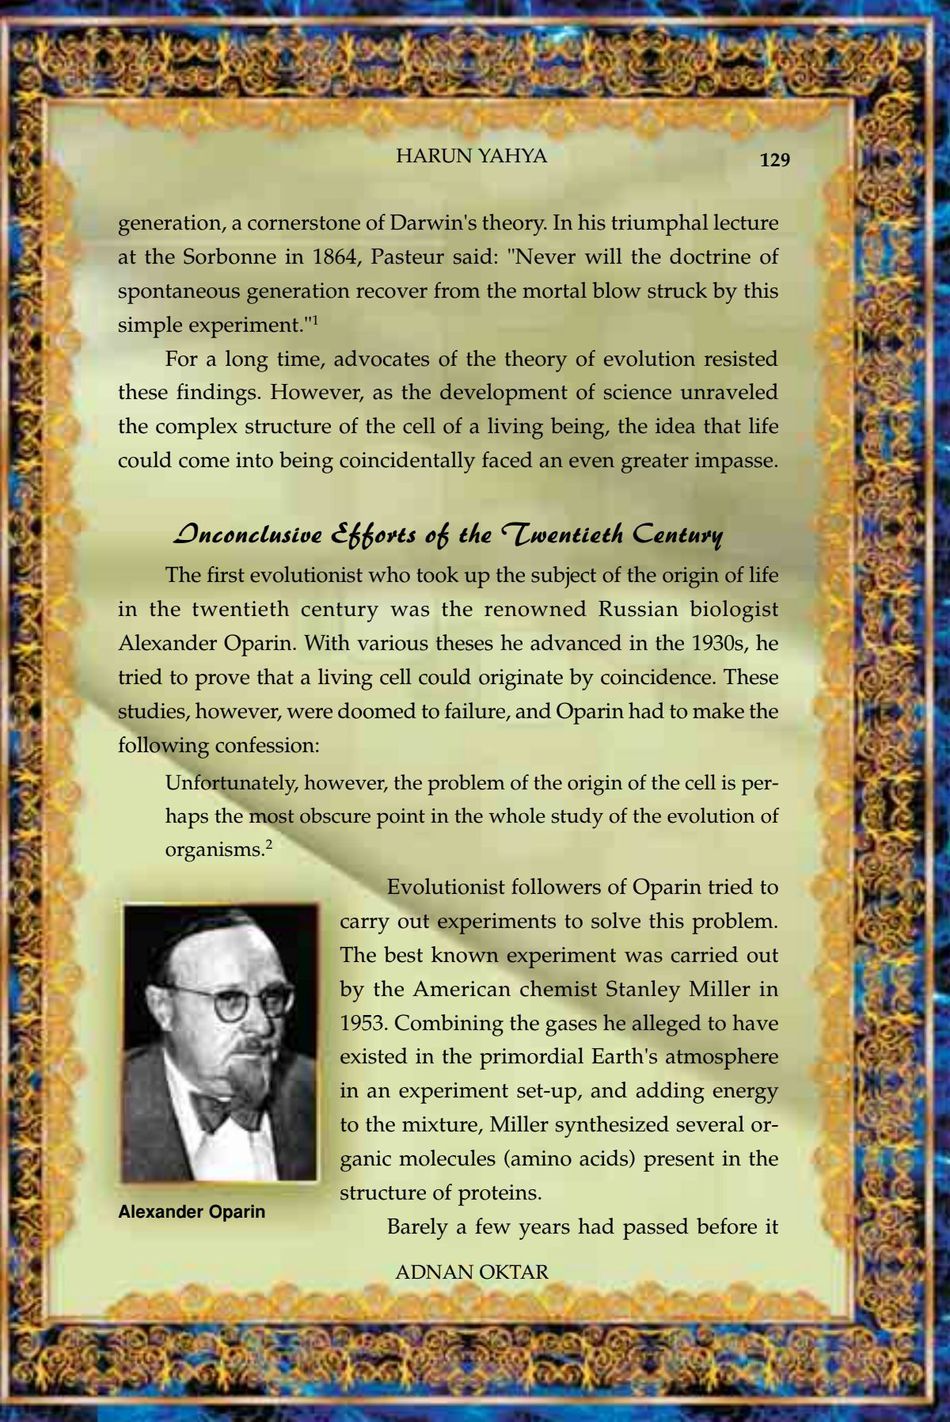 HARUN YAHYA
129
generation, a cornerstone of Darwin's theory. In his triumphal lecture
at the Sorbonne in 1864, Pasteur said: "Never will the doctrine of
spontaneous generation recover from the mortal blow struck by this
simple experiment."1
For a long time, advocates of the theory of evolution resisted
these findings. However, as the development of science unraveled
the complex structure of the cell of a living being, the idea that life
could come into being coincidentally faced an even greater impasse.
Inconclusive Efforts of the Twentieth Century
The first evolutionist who took up the subject of the origin of life
in the twentieth century was the renowned Russian biologist
Alexander Oparin. With various theses he advanced in the 1930s, he
tried to prove that a living cell could originate by coincidence. These
studies, however, were doomed to failure, and Oparin had to make the
following confession:
Unfortunately, however, the problem of the origin of the cell is per-
haps the most obscure point in the whole study of the evolution of
organisms.2
Evolutionist followers of Oparin tried to
carry out experiments to solve this problem.
The best known experiment was carried out
by the American chemist Stanley Miller in
1953. Combining the gases he alleged to have
existed in the primordial Earth's atmosphere
in an experiment set-up, and adding energy
to the mixture, Miller synthesized several or-
ganic molecules (amino acids) present in the
structure of proteins.
Barely a few years had passed before it
Alexander Oparin
ADNAN OKTAR